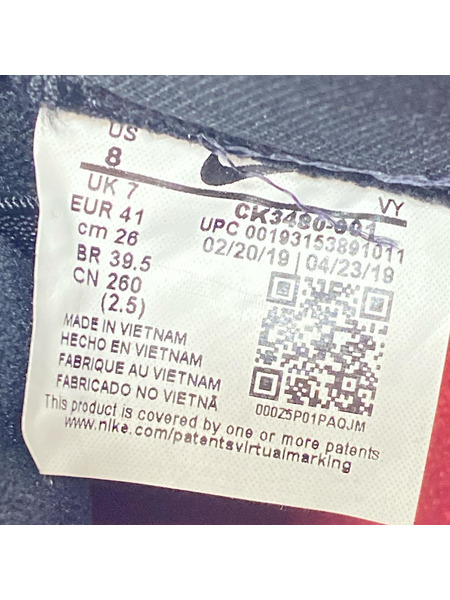 US
8
UK 7
EUR 41
cm 26
BR 39.5
CN 260
(2.5)
VY
UPC 00193153891011
02/20/19 04/23/19
MADE IN VIETNAM
HECHO EN VIETNAM
FABRIQUE AU VIETNAM
FABRICADO NO VIETNÃ
000Z5P01PAQJM
This product is covered by one or more patents
www.nike.com/patentsvirtualmarking